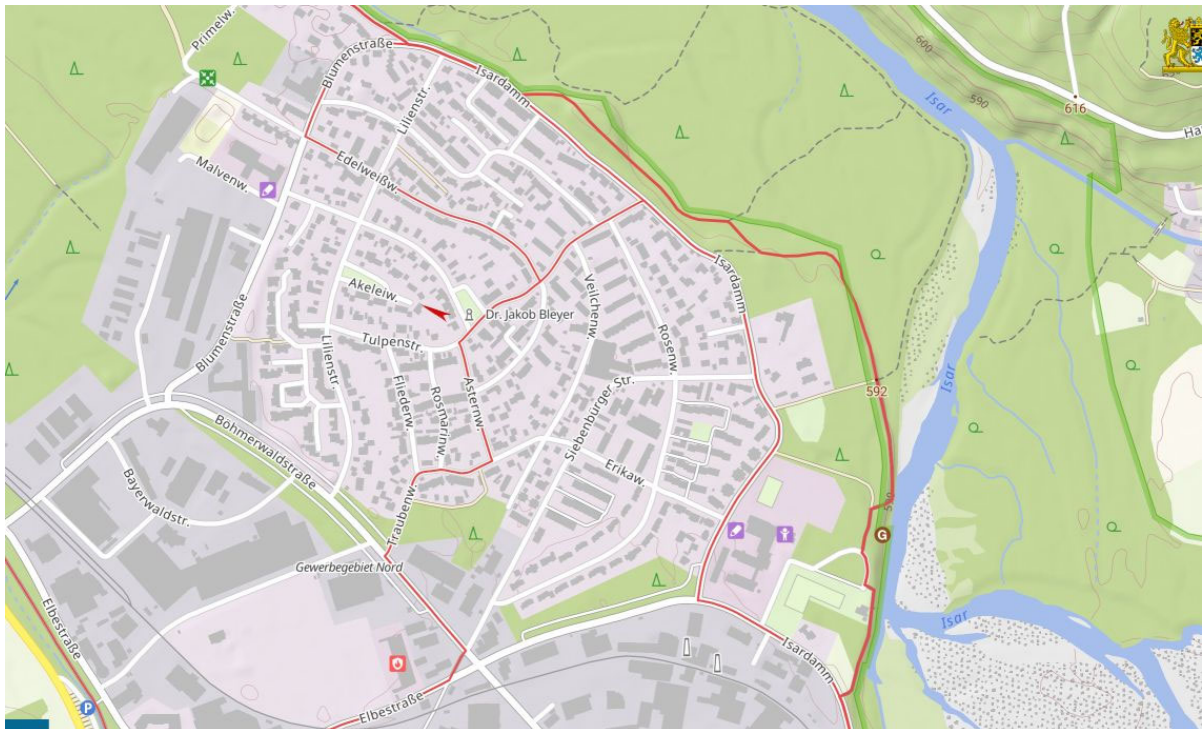 Primelw.
Blumenstraße
Isardamm
Lilienstr.
600
590
616
Isar
Ha
Edelweißw.
Malvenw.
Isardamm
Veilchenw.
Akeleiw.
Dr. Jakob Bleyer
Rosenw.
Tulpenstr.
Blumenstraße
Lilienstr.
Fliederw.
Rosmarinw.
Asternw.
Siebenburger Str.
592
Isar
Böhmerwaldstraße
Bayerwaldstr.
Erikaw.
Traubenw.
G
Gewerbegebiet Nord
Elbestraße
Isar
Isardamm
P
Elbestraße